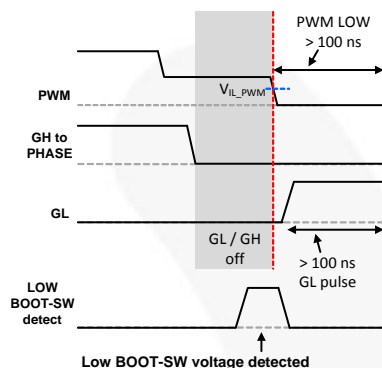 PWM LOW
> 100 ns
V_IL_PWM
PWM
GH to
PHASE
GL
GL / GH
off
> 100 ns
GL pulse
LOW
BOOT-SW
detect
Low BOOT-SW voltage detected